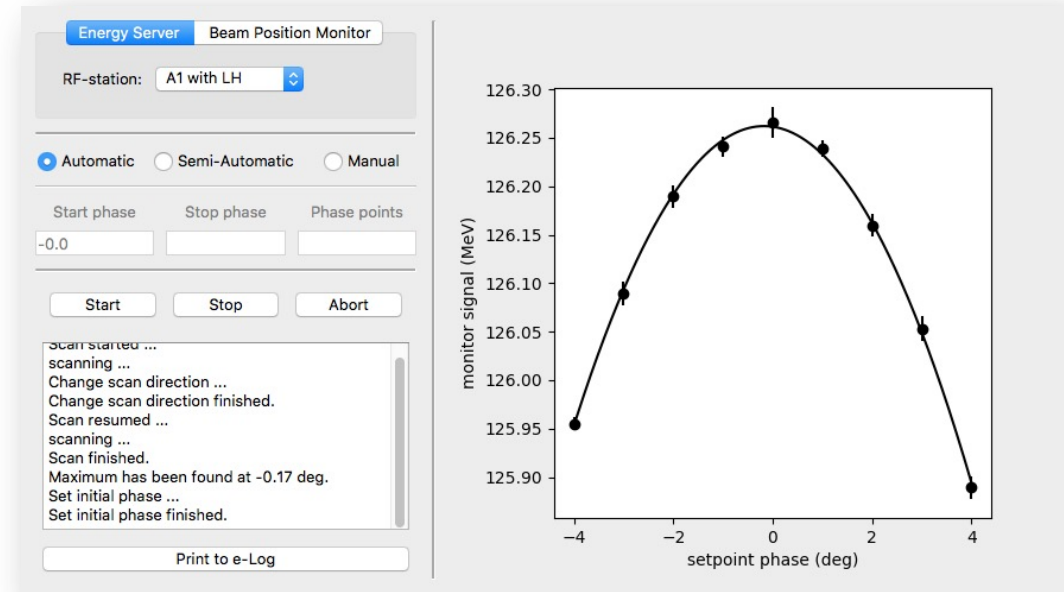 Energy Server Beam Position Monitor
RF-station: A1 with LH
Automatic Semi-Automatic Manual
Start phase Stop phase Phase points
-0.0
Start Stop Abort
Scan started ...
scanning ...
Change scan direction ...
Change scan direction finished.
Scan resumed ...
scanning ...
Scan finished.
Maximum has been found at -0.17 deg.
Set initial phase ...
Set initial phase finished.
Print to e-Log
monitor signal (MeV)
126.30
126.25
126.20
126.15
126.10
126.05
126.00
125.95
125.90
−4 −2 0 2 4
setpoint phase (deg)